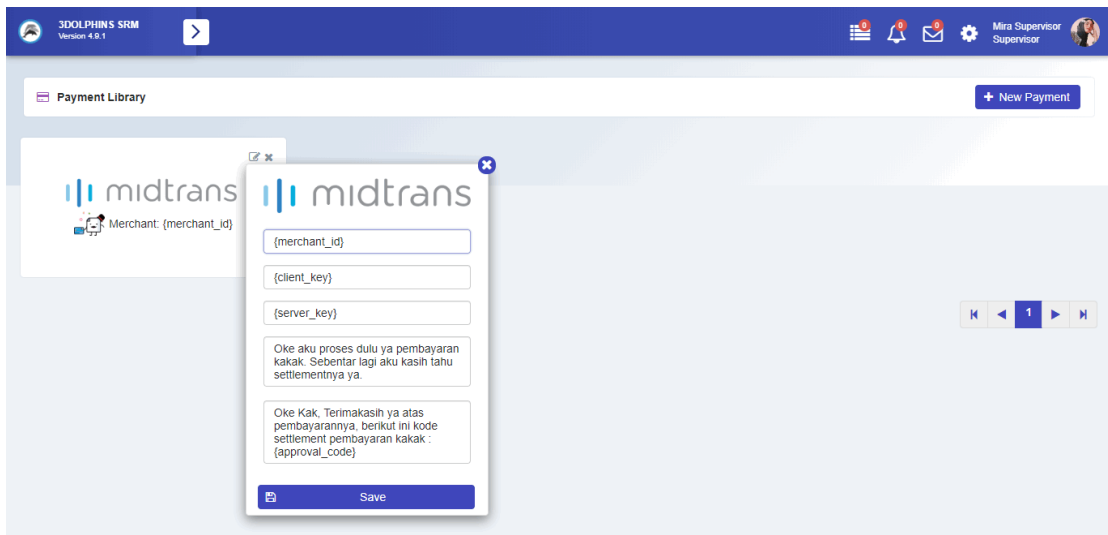 3DOLPHINS SRM
Version 4.9.1
0
0
0
Mira Supervisor
Supervisor
Payment Library
+ New Payment
midtrans
Merchant: {merchant_id}
midtrans
{merchant_id}
{client_key}
{server_key}
Oke aku proses dulu ya pembayaran
kakak. Sebentar lagi aku kasih tahu
settlementnya ya.
Oke Kak, Terimakasih ya atas
pembayarannya, berikut ini kode
settlement pembayaran kakak :
{approval_code}
Save
1